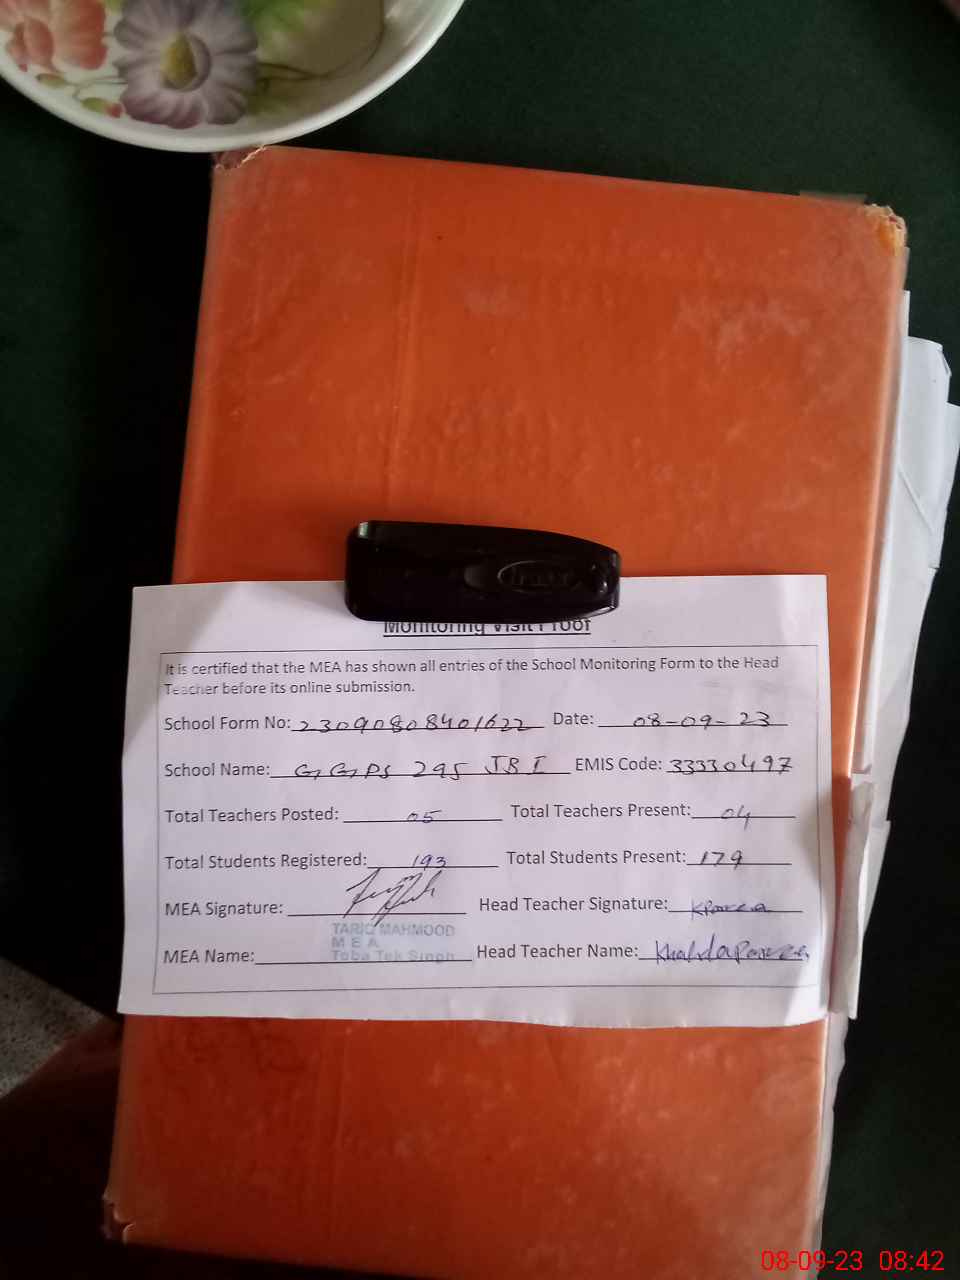 Monitoring Visit Proof
It is certified that the MEA has shown all entries of the School Monitoring Form to the Head
Teacher before its online submission.
School Form No: 23090808401622 Date: 08-09-23
School Name: GGPS 295 JB I EMIS Code: 33330497
Total Teachers Posted: 05 Total Teachers Present: 04
Total Students Registered: 193 Total Students Present: 179
MEA Signature: Head Teacher Signature:
TARIQ MAHMOOD
M E A
Toba Tek Singh
MEA Name: Head Teacher Name:
08-09-23 08:42